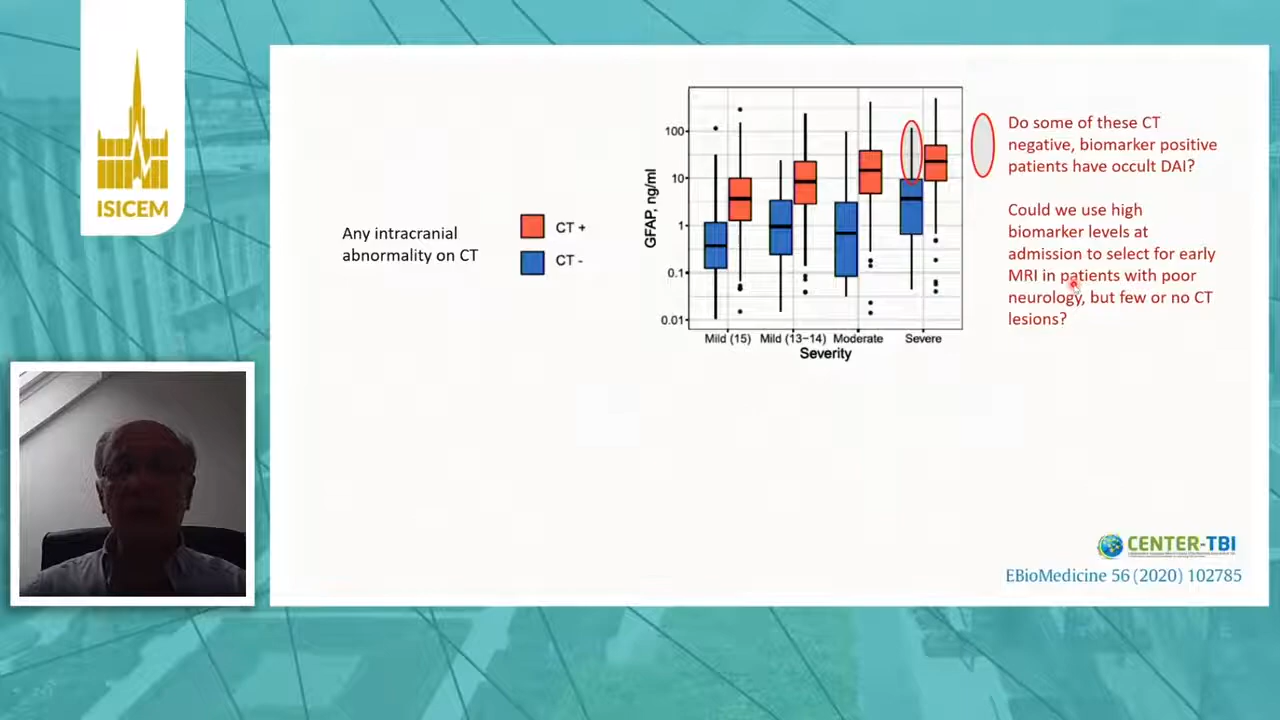 ISICEM
Any intracranial
abnormality on CT
CT +
CT -
GFAP, ng/ml
100
10
1
0.1
0.01
Mild (15)
Mild (13−14)
Moderate
Severe
Severity
Do some of these CT
negative, biomarker positive
patients have occult DAI?
Could we use high
biomarker levels at
admission to select for early
MRI in patients with poor
neurology, but few or no CT
lesions?
CENTER-TBI
EBioMedicine 56 (2020) 102785